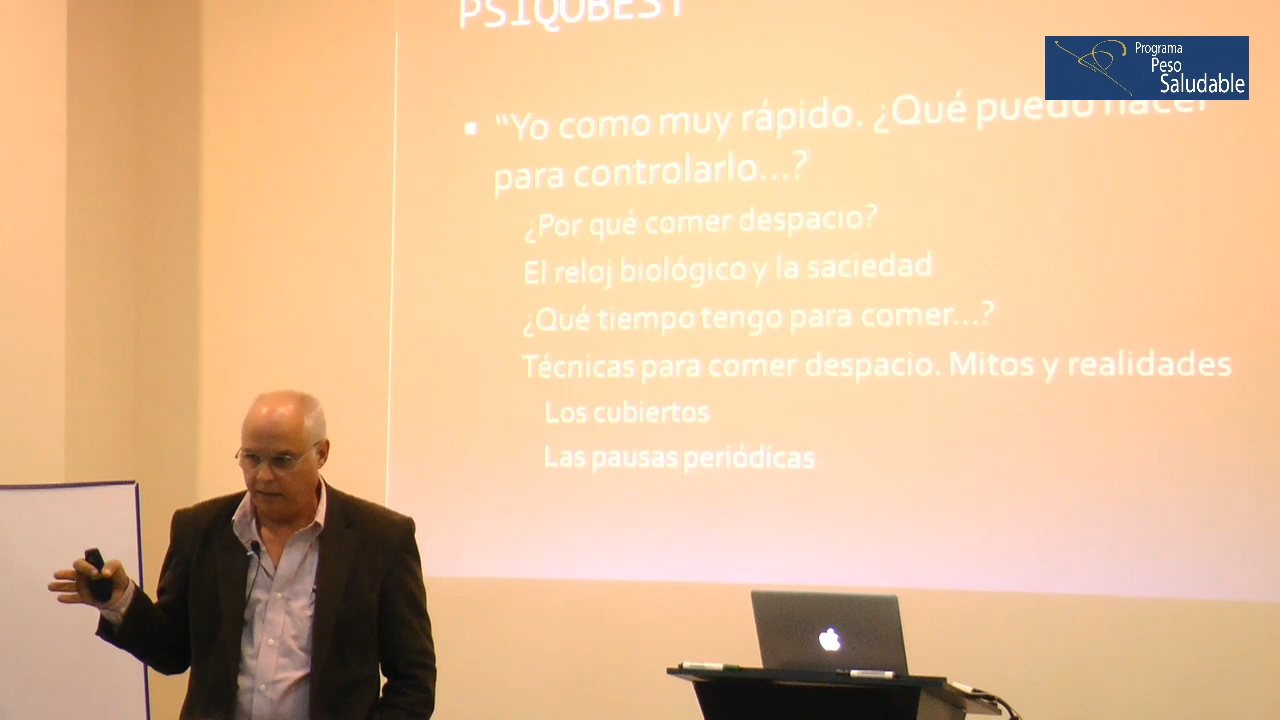 PSIQOBEST
Programa
Peso
Saludable
▪ “Yo como muy rápido. ¿Qué puedo hacer
para controlarlo...?
¿Por qué comer despacio?
El reloj biológico y la saciedad
¿Qué tiempo tengo para comer...?
Técnicas para comer despacio. Mitos y realidades
Los cubiertos
Las pausas periódicas